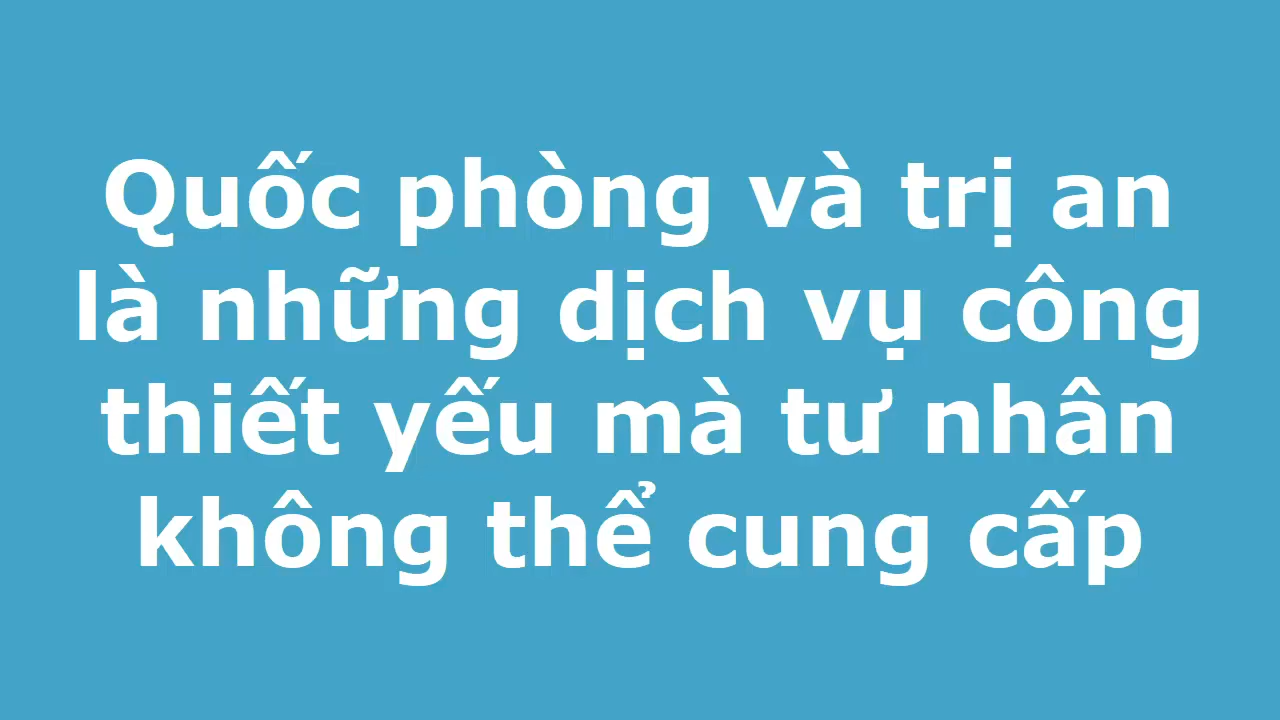 Quốc phòng và trị an
là những dịch vụ công
thiết yếu mà tư nhân
không thể cung cấp